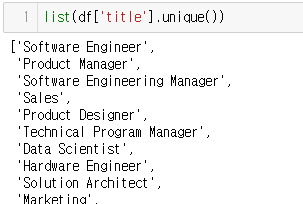 1 list(df['title'].unique())
['Software Engineer',
'Product Manager',
'Software Engineering Manager',
'Sales',
'Product Designer',
'Technical Program Manager',
'Data Scientist',
'Hardware Engineer',
'Solution Architect',
'Marketing',